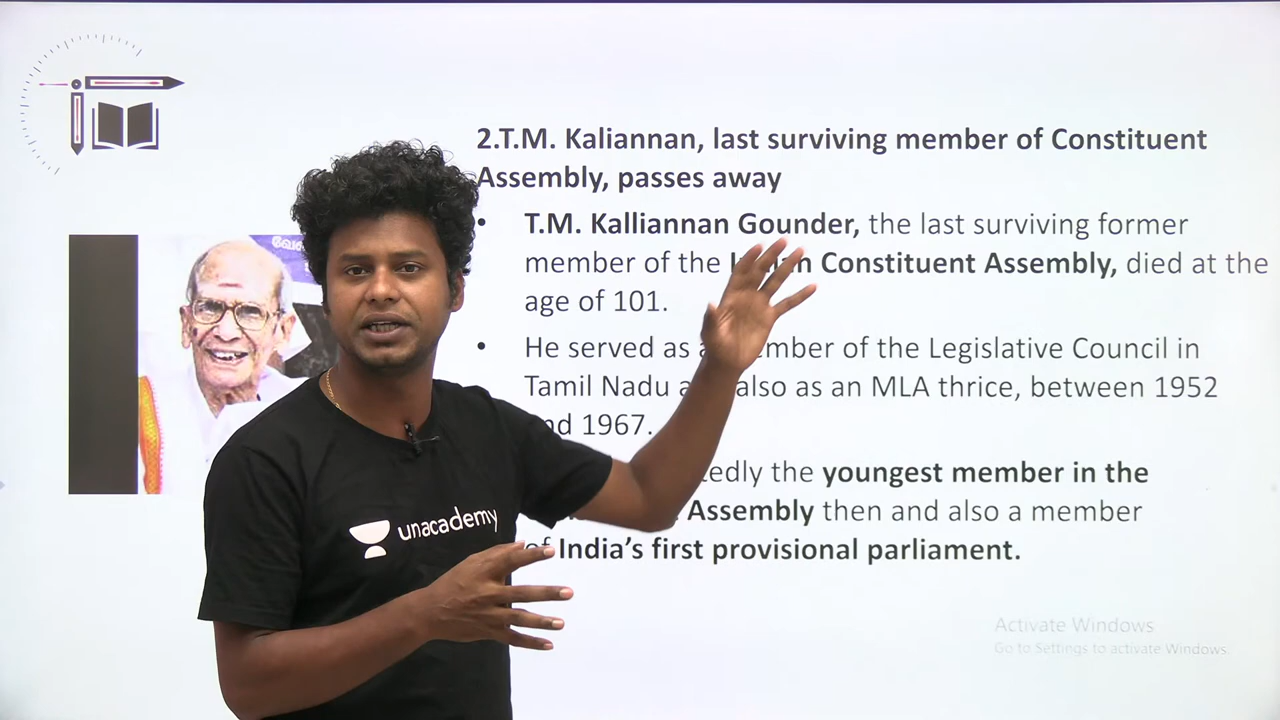 2.T.M. Kaliannan, last surviving member of Constituent
Assembly, passes away
• T.M. Kalliannan Gounder, the last surviving former
member of the Constituent Assembly, died at the
age of 101.
• He served as member of the Legislative Council in
Tamil Nadu also as an MLA thrice, between 1952
1967.
the youngest member in the
Assembly then and also a member
of India's first provisional parliament.
unacademy
Activate Windows
Go to Settings to activate Windows.